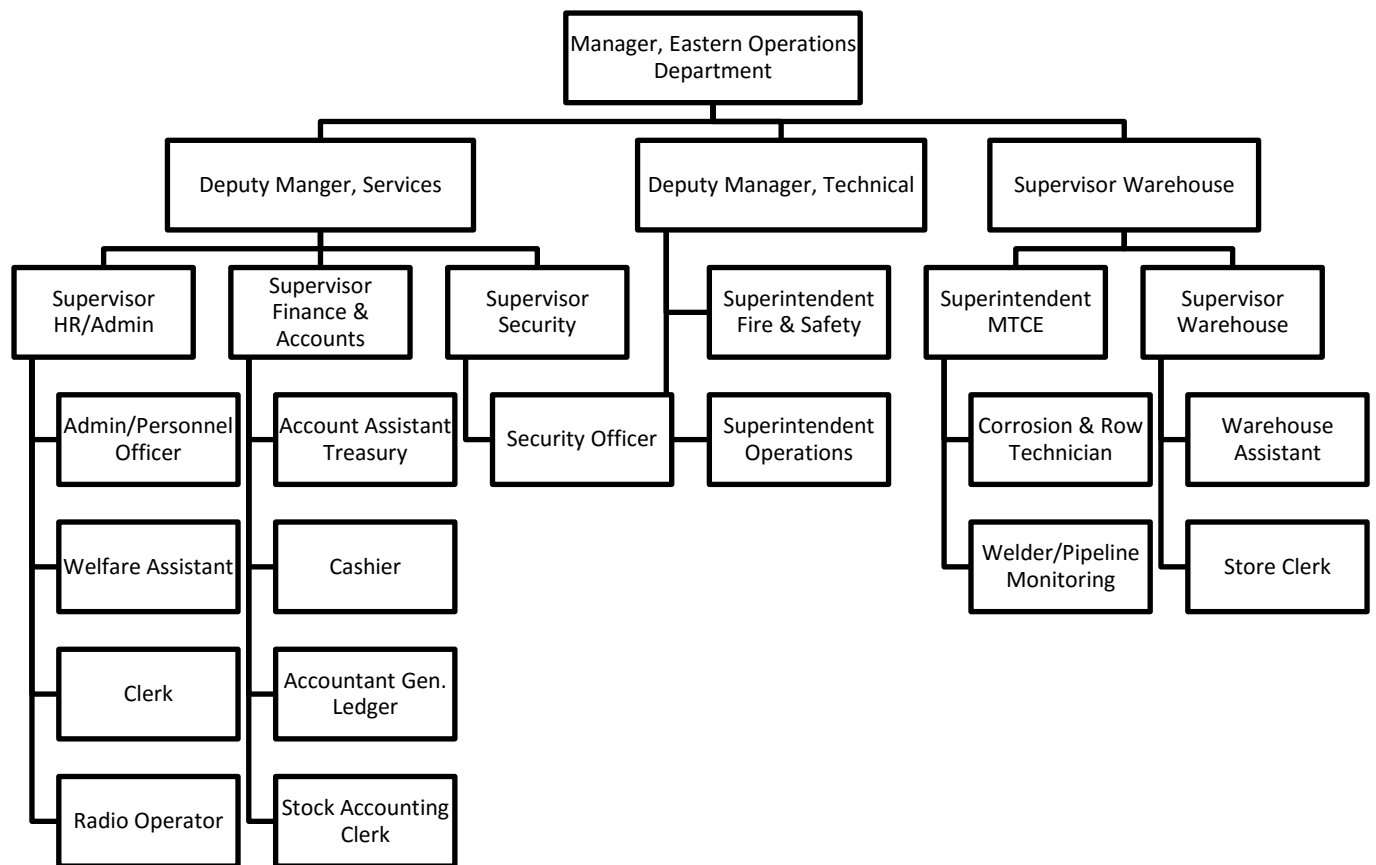 Manager, Eastern Operations
Department
Deputy Manger, Services
Deputy Manager, Technical
Supervisor Warehouse
Supervisor
HR/Admin
Supervisor
Finance &
Accounts
Supervisor
Security
Superintendent
Fire & Safety
Superintendent
MTCE
Supervisor
Warehouse
Admin/Personnel
Officer
Account Assistant
Treasury
Security Officer
Superintendent
Operations
Corrosion & Row
Technician
Warehouse
Assistant
Welfare Assistant
Cashier
Welder/Pipeline
Monitoring
Store Clerk
Clerk
Accountant Gen.
Ledger
Radio Operator
Stock Accounting
Clerk